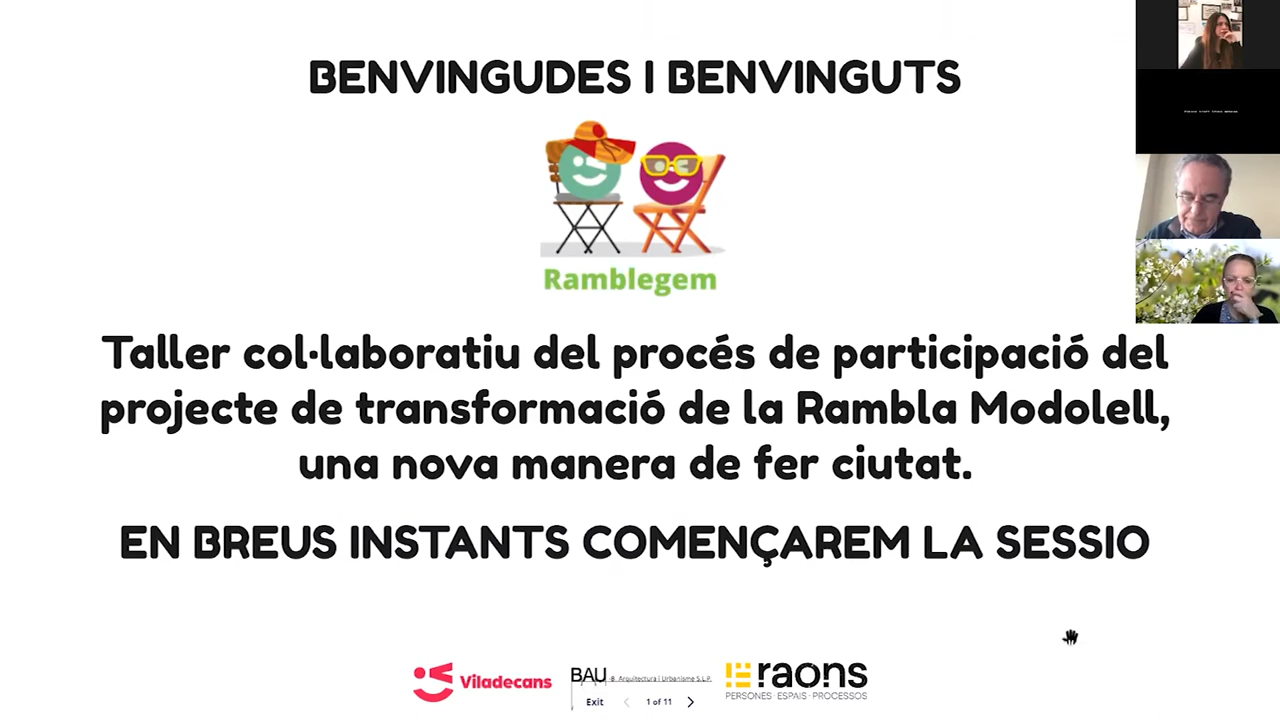 BENVINGUDES I BENVINGUTS
Ramblegem
Taller col·laboratiu del procés de participació del
projecte de transformació de la Rambla Modolell,
una nova manera de fer ciutat.
EN BREUS INSTANTS COMENÇAREM LA SESSIO
Viladecans
BAU
B Arquitectura i Urbanisme S.L.P.
raons
PERSONES·ESPAIS·PROCESSOS
Exit
1 of 11